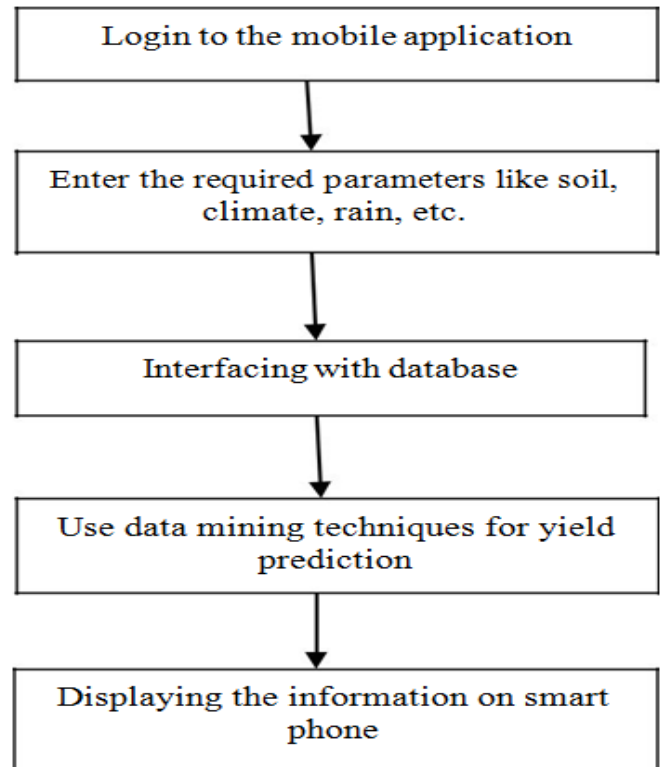 Login to the mobile application
Enter the required parameters like soil,
climate, rain, etc.
Interfacing with database
Use data mining techniques for yield
prediction
Displaying the information on smart
phone